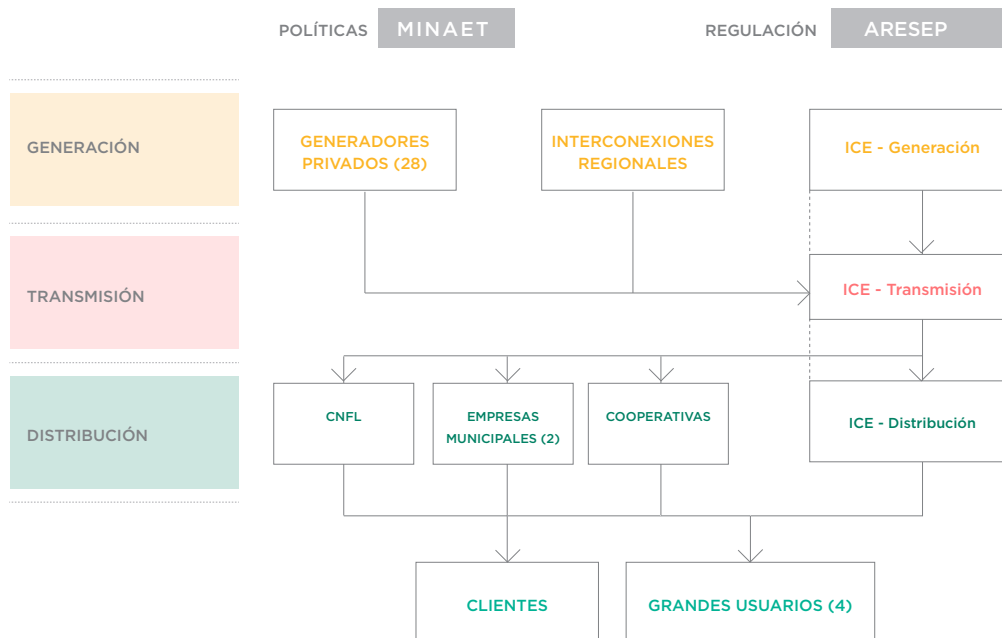 POLÍTICAS MINAET REGULACIÓN ARESEP
GENERACIÓN
GENERADORES
PRIVADOS (28)
INTERCONEXIONES
REGIONALES
ICE - Generación
TRANSMISIÓN
ICE - Transmisión
DISTRIBUCIÓN
CNFL
EMPRESAS
MUNICIPALES (2)
COOPERATIVAS
ICE - Distribución
CLIENTES
GRANDES USUARIOS (4)